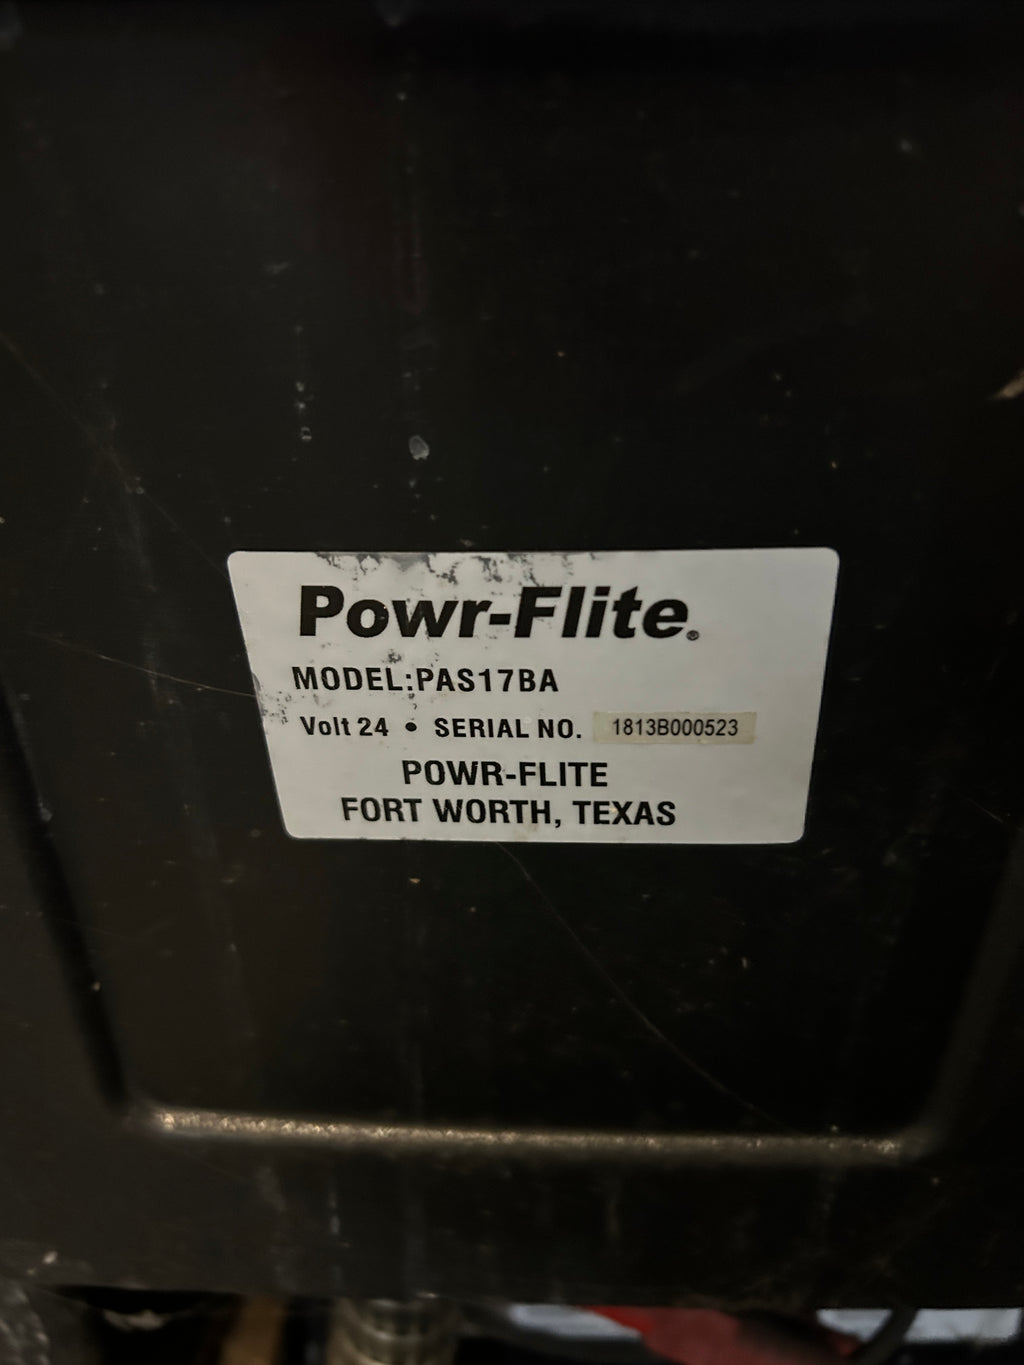 Powr-Flite®
MODEL:PAS17BA
Volt 24 • SERIAL NO. 1813B000523
POWR-FLITE
FORT WORTH, TEXAS